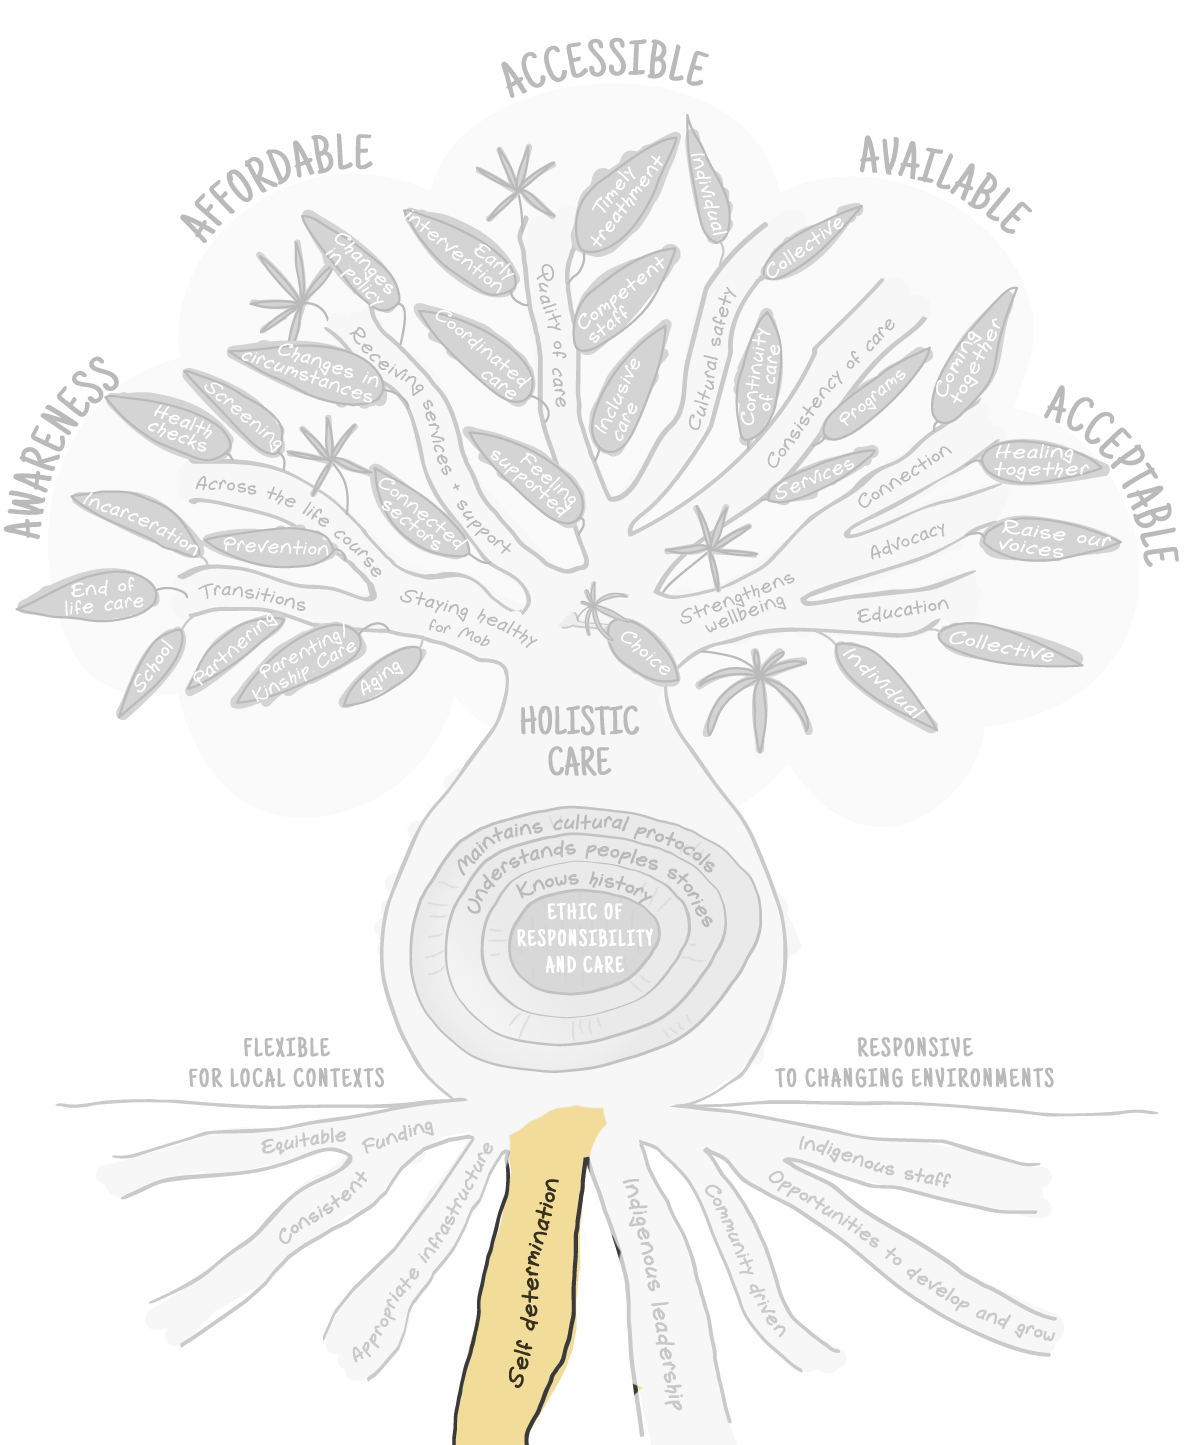 ACCESSIBLE
AFFORDABLE
AVAILABLE
AWARENESS
ACCEPTABLE
Timely
treathment
Individual
Early
intervention
Changes
in policy
Collective
Quality of care
Competent
staff
Coordinated
care
Cultural safety
Continuity
of care
Coming
together
Consistency of care
Receiving services + support
Changes in
circumstances
Inclusive
care
Programs
Screening
Health
checks
Feeling
supported
Services
Connection
Healing
together
Across the life course
Connected
sectors
Incarceration
Prevention
Advocacy
Raise our
voices
End of
life care
Transitions
Staying healthy
for Mob
Strengthens
wellbeing
Education
School
Partnering
Parenting/
Kinship Care
Aging
Choice
Individual
Collective
HOLISTIC
CARE
Maintains cultural protocols
Understands peoples stories
Knows history
ETHIC OF
RESPONSIBILITY
AND CARE
FLEXIBLE
FOR LOCAL CONTEXTS
RESPONSIVE
TO CHANGING ENVIRONMENTS
Equitable Funding
Consistent
Appropriate infrastructure
Self determination
Indigenous leadership
Community driven
Opportunities to develop and grow
Indigenous staff